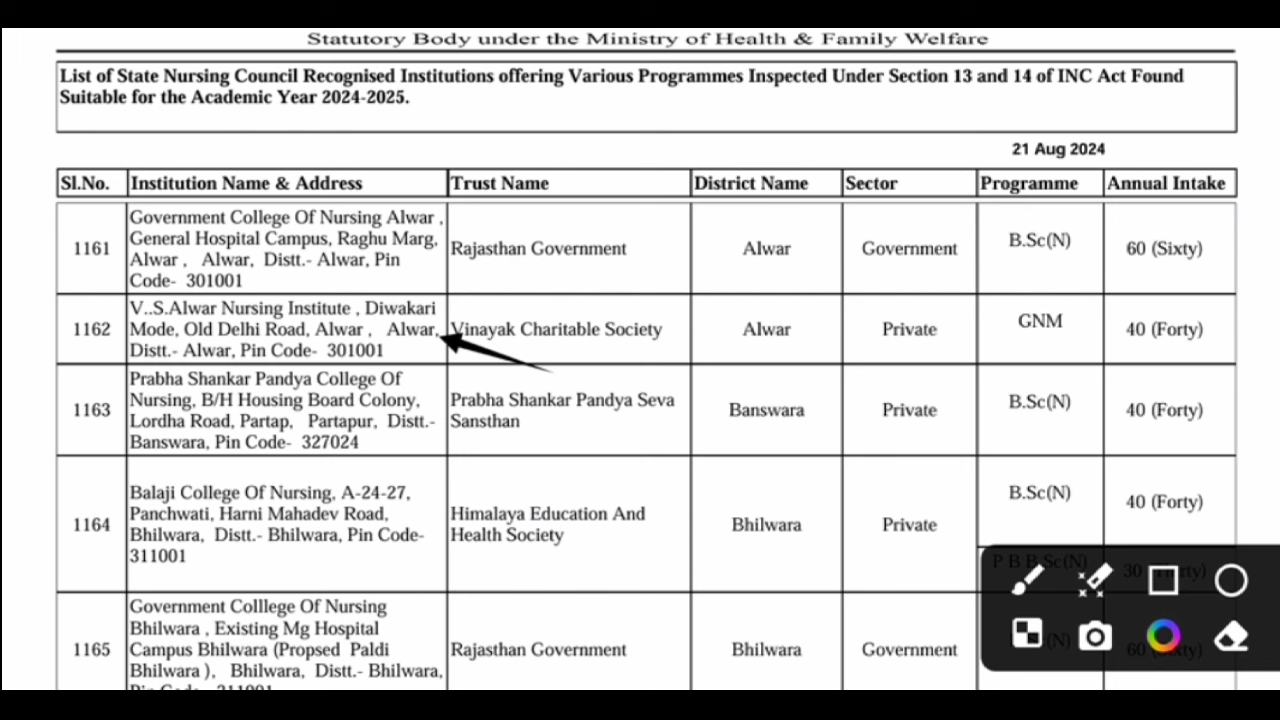 Statutory Body under the Ministry of Health & Family Welfare
List of State Nursing Council Recognised Institutions offering Various Programmes Inspected Under Section 13 and 14 of INC Act Found
Suitable for the Academic Year 2024-2025.
21 Aug 2024
Sl.No. Institution Name & Address Trust Name District Name Sector Programme Annual Intake
1161
Government College Of Nursing Alwar ,
General Hospital Campus, Raghu Marg,
Alwar , Alwar, Distt.- Alwar, Pin
Code- 301001
Rajasthan Government
Alwar
Government
B.Sc(N)
60 (Sixty)
1162
V..S.Alwar Nursing Institute , Diwakari
Mode, Old Delhi Road, Alwar , Alwar,
Distt.- Alwar, Pin Code- 301001
Vinayak Charitable Society
Alwar
Private
GNM
40 (Forty)
1163
Prabha Shankar Pandya College Of
Nursing, B/H Housing Board Colony,
Lordha Road, Partap, Partapur, Distt.-
Banswara, Pin Code- 327024
Prabha Shankar Pandya Seva
Sansthan
Banswara
Private
B.Sc(N)
40 (Forty)
1164
Balaji College Of Nursing, A-24-27,
Panchwati, Harni Mahadev Road,
Bhilwara, Distt.- Bhilwara, Pin Code-
311001
Himalaya Education And
Health Society
Bhilwara
Private
B.Sc(N)
40 (Forty)
P B B.Sc(N)
30
1165
Government Colllege Of Nursing
Bhilwara , Existing Mg Hospital
Campus Bhilwara (Propsed Paldi
Bhilwara ), Bhilwara, Distt.- Bhilwara,
Rajasthan Government
Bhilwara
Government
60 (Sixty)